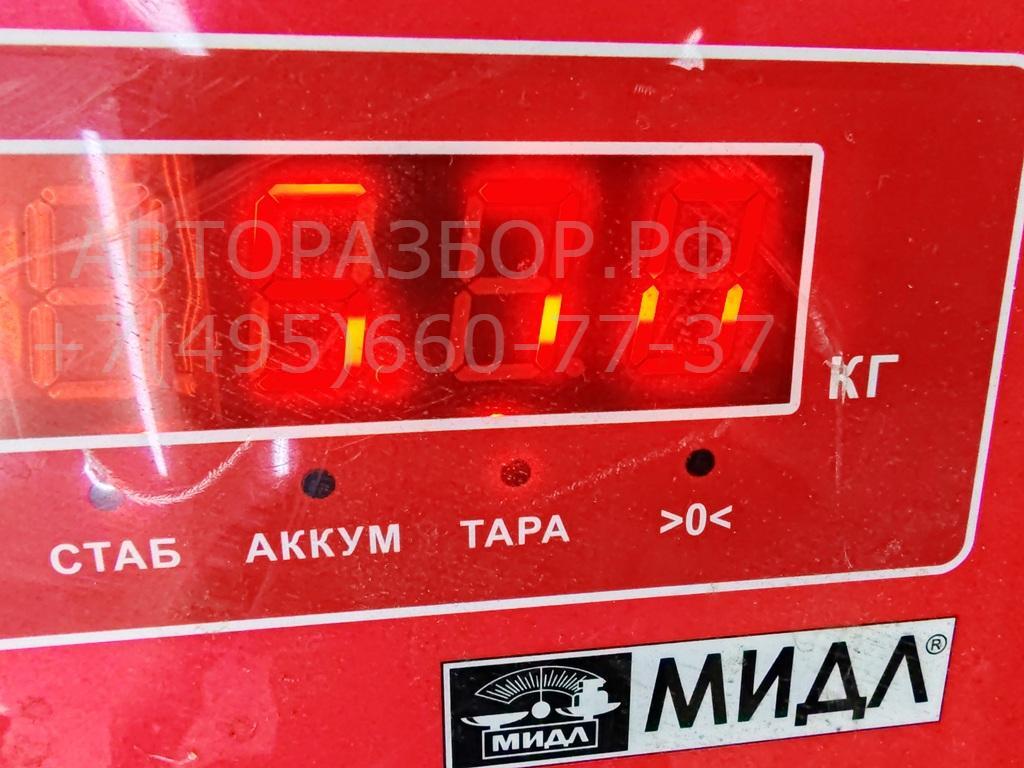 АВТОРАЗБОР.РФ
+7(495)660-77-37
КГ
СТАБ АККУМ ТАРА >0<
МИДЛ МИДЛ®